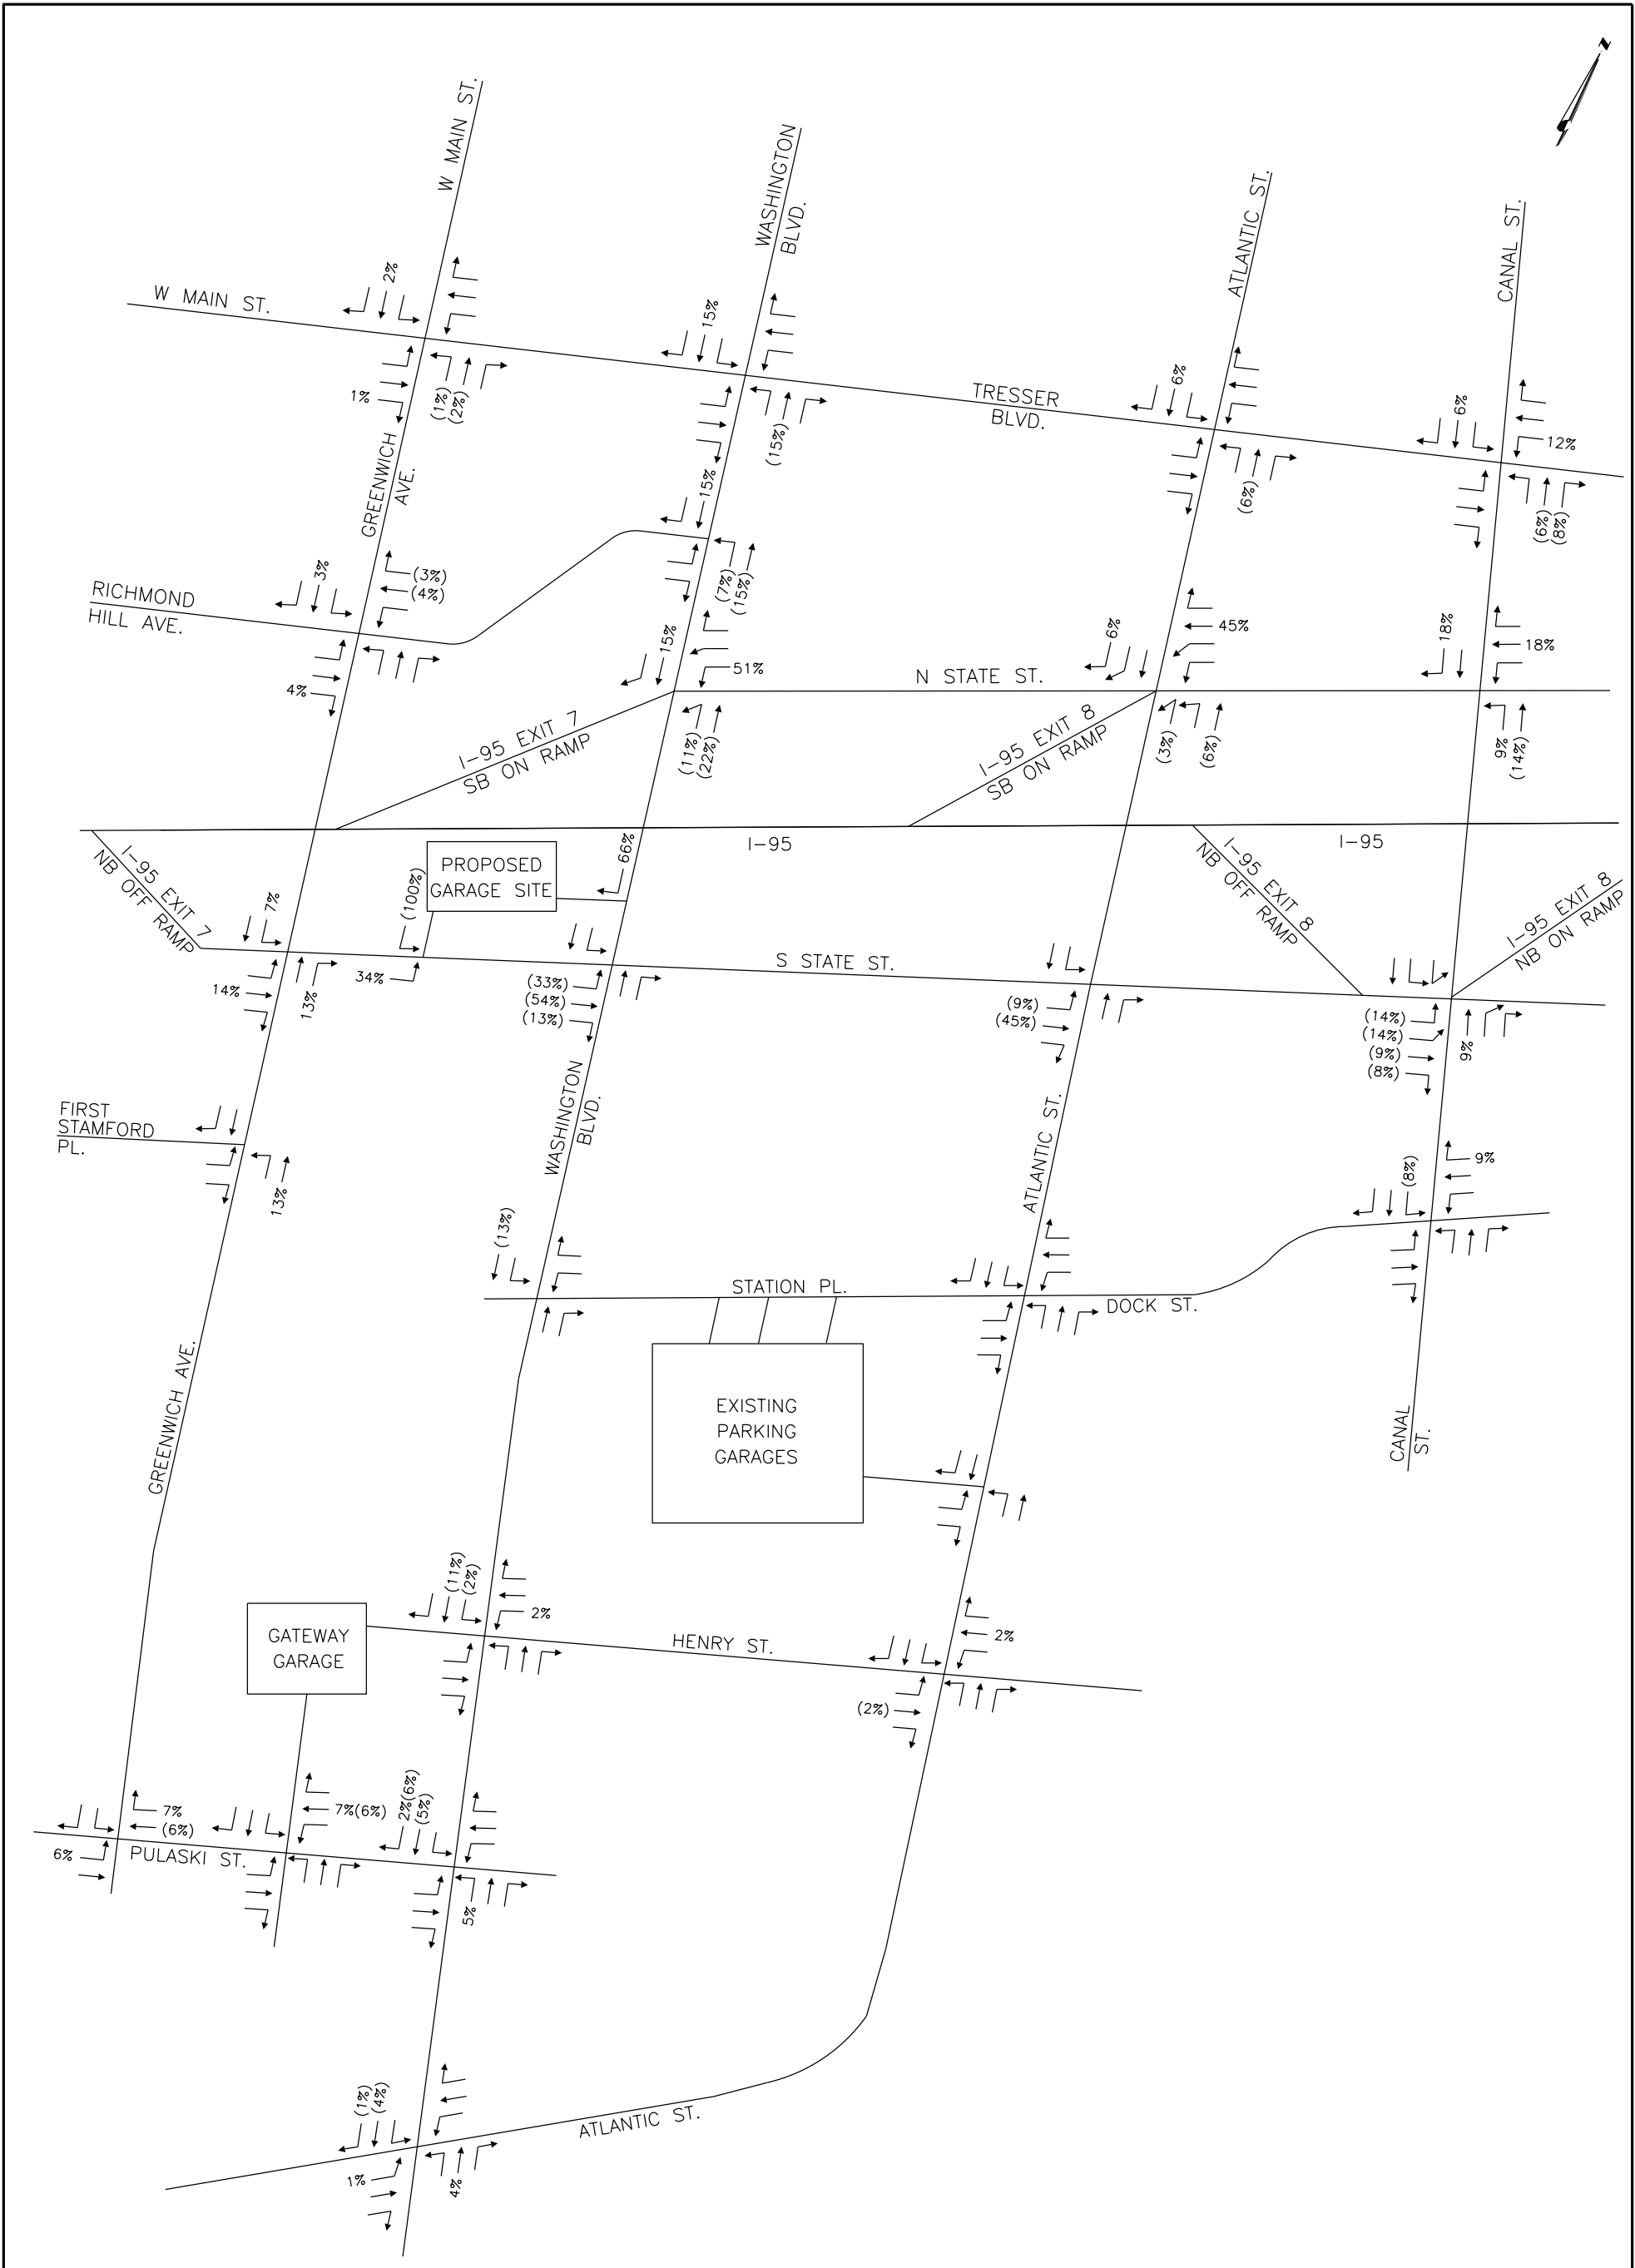 N
W MAIN ST.
WASHINGTON
BLVD.
ATLANTIC ST.
CANAL ST.
W MAIN ST.
2%
1%
(1%)
(2%)
15%
(15%)
TRESSER
BLVD.
6%
(6%)
6%
12%
(6%)
(8%)
GREENWICH
AVE.
15%
(7%)
(15%)
RICHMOND
HILL AVE.
3%
(3%)
(4%)
4%
15%
51%
(11%)
(22%)
N STATE ST.
6%
45%
(3%)
(6%)
18%
18%
9%
(14%)
I-95 EXIT 7
SB ON RAMP
I-95 EXIT 8
SB ON RAMP
I-95
I-95
I-95 EXIT 7
NB OFF RAMP
PROPOSED
GARAGE SITE
66%
(100%)
I-95 EXIT 8
NB OFF RAMP
I-95 EXIT 8
NB ON RAMP
7%
14%
13%
34%
(33%)
(54%)
(13%)
S STATE ST.
(9%)
(45%)
(14%)
(14%)
(9%)
(8%)
9%
FIRST
STAMFORD
PL.
13%
WASHINGTON
BLVD.
ATLANTIC ST.
(8%)
9%
(13%)
STATION PL.
DOCK ST.
GREENWICH AVE.
EXISTING
PARKING
GARAGES
CANAL
ST.
(11%)
(2%)
2%
GATEWAY
GARAGE
HENRY ST.
2%
(2%)
7%
(6%)
6%
PULASKI ST.
7%(6%)
2%(6%)
(5%)
5%
(1%)
(4%)
1%
4%
ATLANTIC ST.